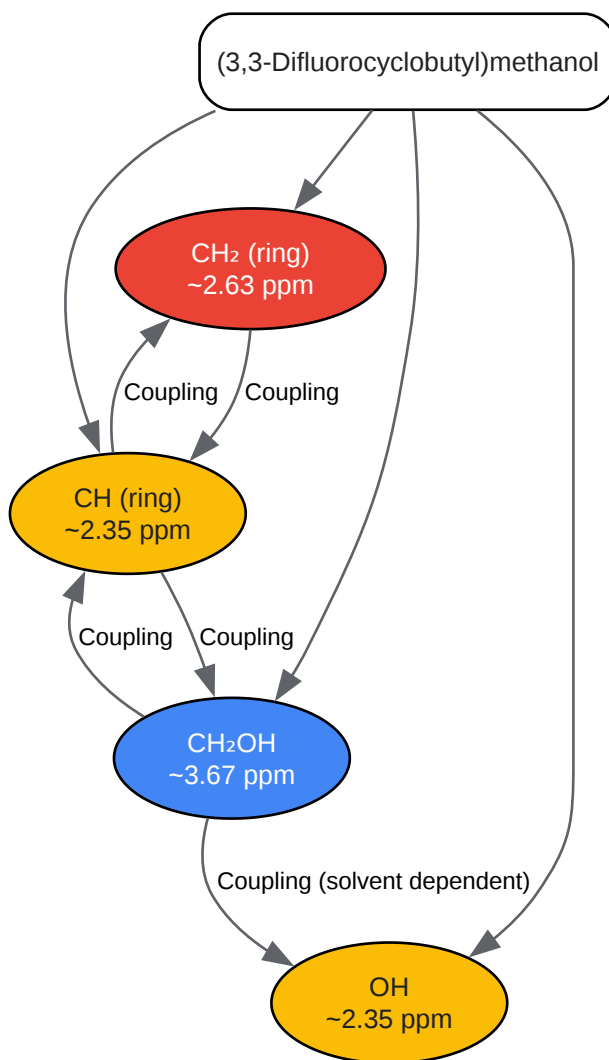 (3,3-Difluorocyclobutyl)methanol
CH₂ (ring)
~2.63 ppm
Coupling
Coupling
CH (ring)
~2.35 ppm
Coupling
Coupling
CH₂OH
~3.67 ppm
Coupling (solvent dependent)
OH
~2.35 ppm